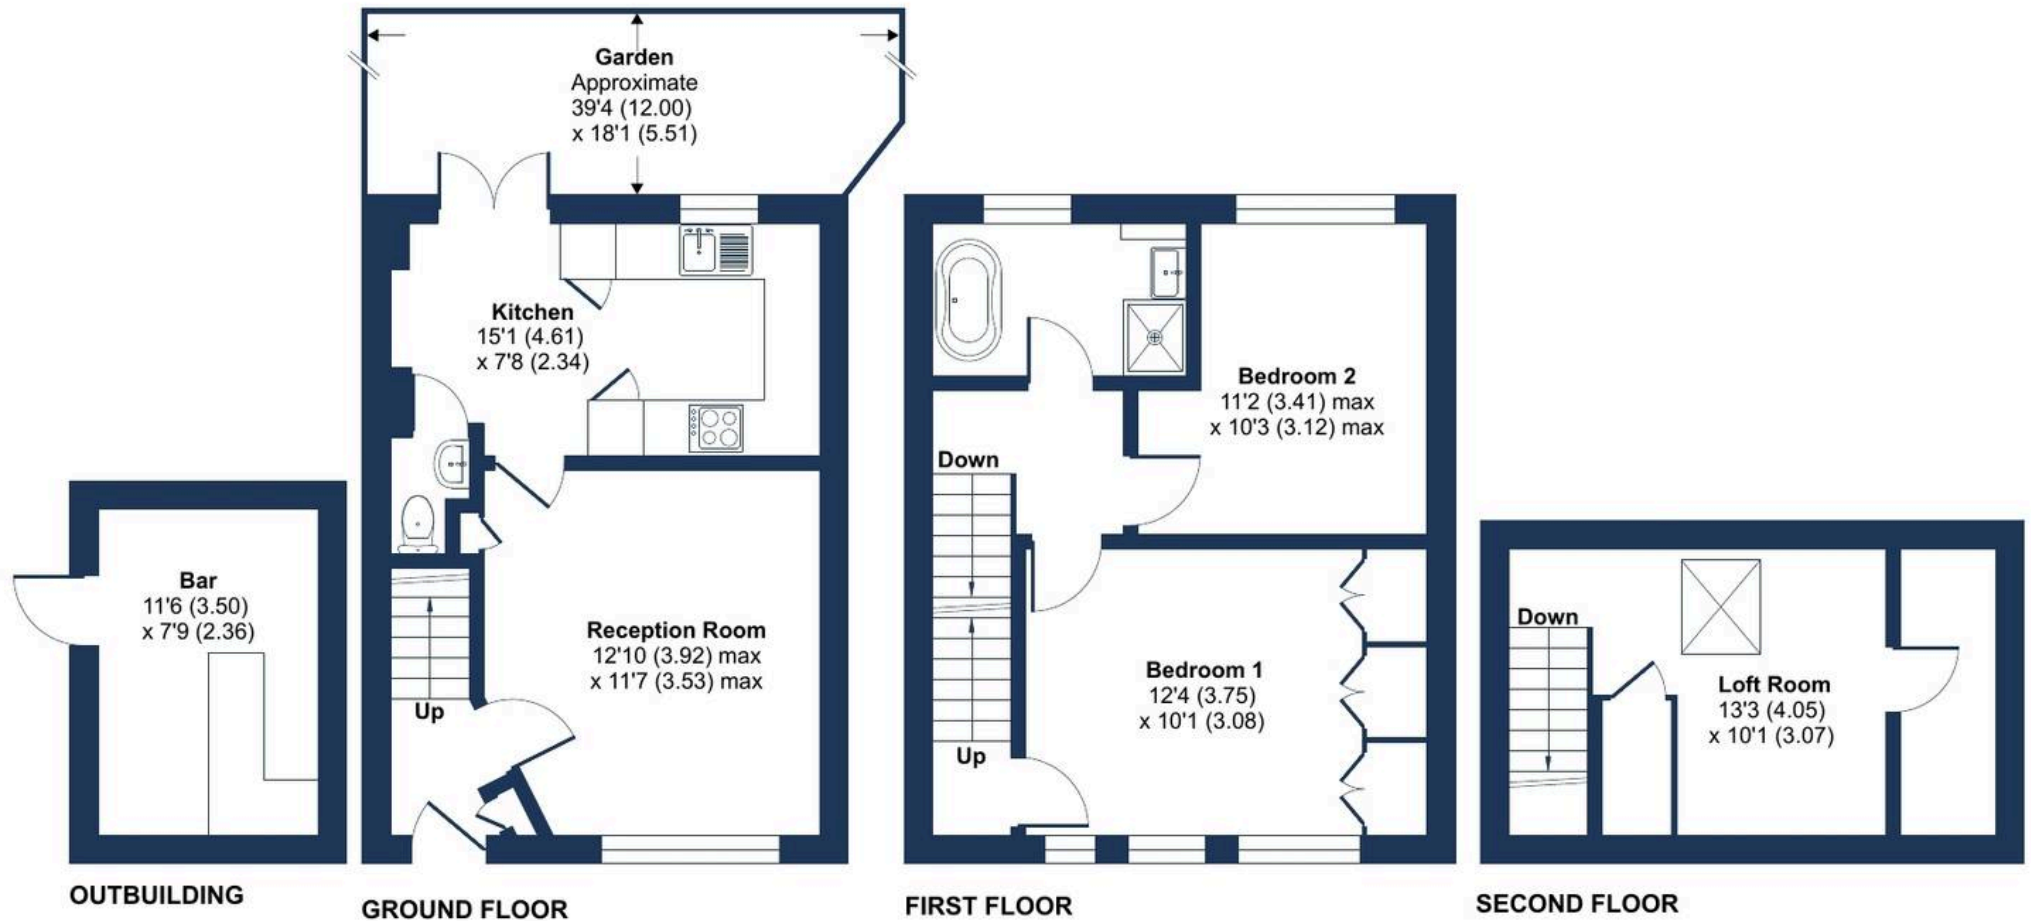 Garden
Approximate
39'4 (12.00)
x 18'1 (5.51)
Kitchen
15'1 (4.61)
x 7'8 (2.34)
Reception Room
12'10 (3.92) max
x 11'7 (3.53) max
Up
Bar
11'6 (3.50)
x 7'9 (2.36)
Bedroom 2
11'2 (3.41) max
x 10'3 (3.12) max
Down
Bedroom 1
12'4 (3.75)
x 10'1 (3.08)
Up
Down
Loft Room
13'3 (4.05)
x 10'1 (3.07)
OUTBUILDING
GROUND FLOOR
FIRST FLOOR
SECOND FLOOR